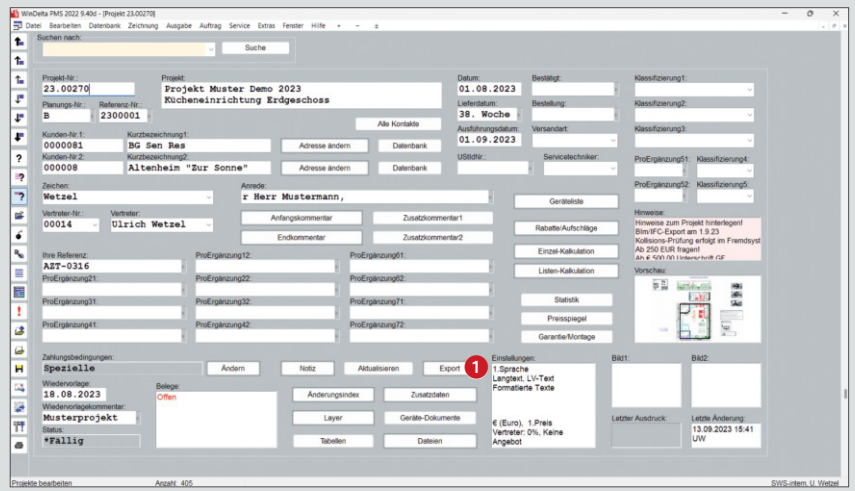 WinDelta PMS 2022 9.40d - [Projekt 23.00270]
Datei Bearbeiten Datenbank Zeichnung Ausgabe Auftrag Service Extras Fenster Hilfe + - ±
Suchen nach:
Suche
Projekt-Nr.: Projekt: Datum: Bestätigt: Klassifizierung1:
23.00270 Projekt Muster Demo 2023 01.08.2023
Kücheneinrichtung Erdgeschoss
Planungs-Nr.: Referenz-Nr.: Lieferdatum: Bestellung: Klassifizierung2:
B 2300001 38. Woche
Alle Kontakte
Ausführungsdatum: Versandart: Klassifizierung3:
Kunden-Nr.1: Kurzbezeichnung1: 01.09.2023
0000081 BG Sen Res Adresse ändern Datenbank
Kunden-Nr.2: Kurzbezeichnung2: UStIdNr.: Servicetechniker: ProErgänzung51: Klassifizierung4:
000008 Altenheim "Zur Sonne" Adresse ändern Datenbank
Zeichen: Anrede: ProErgänzung52: Klassifizierung5:
Wetzel r Herr Mustermann,
Geräteliste
Vertreter-Nr.: Vertreter: Hinweise:
00014 Ulrich Wetzel Anfangskommentar Zusatzkommentar1 Rabatte/Aufschläge Hinweise zum Projekt hinterlegen!
BIm/IFC-Export am 1.9.23
Endkommentar Zusatzkommentar2 Einzel-Kalkulation Kollisions-Prüfung erfolgt im Fremdsyst
Ab 250 EUR fragen!
Ab € 500,00 Unterschrift GF
Ihre Referenz: ProErgänzung12: ProErgänzung61: Listen-Kalkulation Vorschau:
AZT-0316
ProErgänzung21: ProErgänzung22 ProErgänzung62:
Statistik
ProErgänzung31: ProErgänzung32 ProErgänzung71:
Preisspiegel
ProErgänzung41: ProErgänzung42 ProErgänzung72:
Garantie/Montage
Zahlungsbedingungen: Einstellungen: Bild1: Bild2:
Spezielle Ändern Notiz Aktualisieren Export 1 1.Sprache
Langtext, LV-Text
Formatierte Texte
Wiedervorlage: Belege:
18.08.2023 Offen Änderungsindex Zusatzdaten
Wiedervorlagekommentar:
Musterprojekt Layer Geräte-Dokumente € (Euro), 1.Preis Letzter Ausdruck: Letzte Änderung:
Status: Vertreter: 0%, Keine 13.09.2023 15:41
*Fällig Tabellen Dateien Angebot UW
Projekte bearbeiten Anzahl: 405 SWS-intern, U. Wetzel